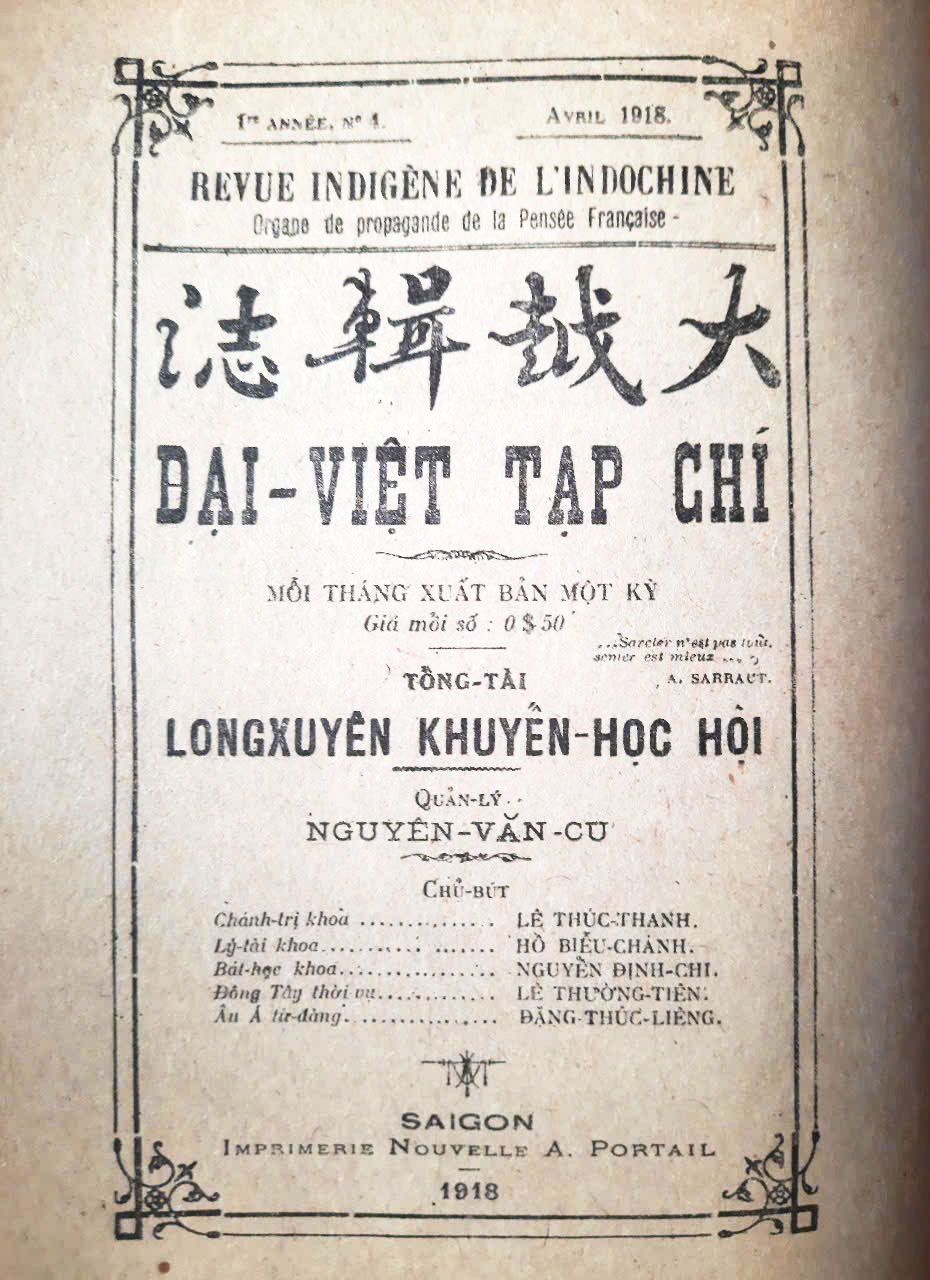 1re ANNÉE. Nº 4.
AVRIL 1918.
REVUE INDIGÈNE DE L'INDOCHINE
Organe de propagande de la Pensée Française -
大越輯誌
ĐẠI-VIỆT TẠP CHÍ
MỖI THÁNG XUẤT BẢN MỘT KỲ
Giá mỗi số : 0 $ 50
...Sarcler n'est pas tout,
semer est mieux ....
A. SARRAUT.
TỔNG-TÀI
LONGXUYÊN KHUYẾN-HỌC HỘI
QUẢN-LÝ
NGUYỄN-VĂN-CU
CHỦ-BÚT
Chánh-trị khoa .............. LÊ THÚC-THANH.
Lý-tài khoa..................... HỒ BIỂU-CHÁNH.
Bát-học khoa.................. NGUYỄN ĐỊNH-CHI.
Đông Tây thời vụ............. LÊ THƯỜNG-TIÊN.
Âu Á từ-đàng.................. ĐẶNG-THÚC-LIÊNG.
SAIGON
IMPRIMERIE NOUVELLE A. PORTAIL
1918